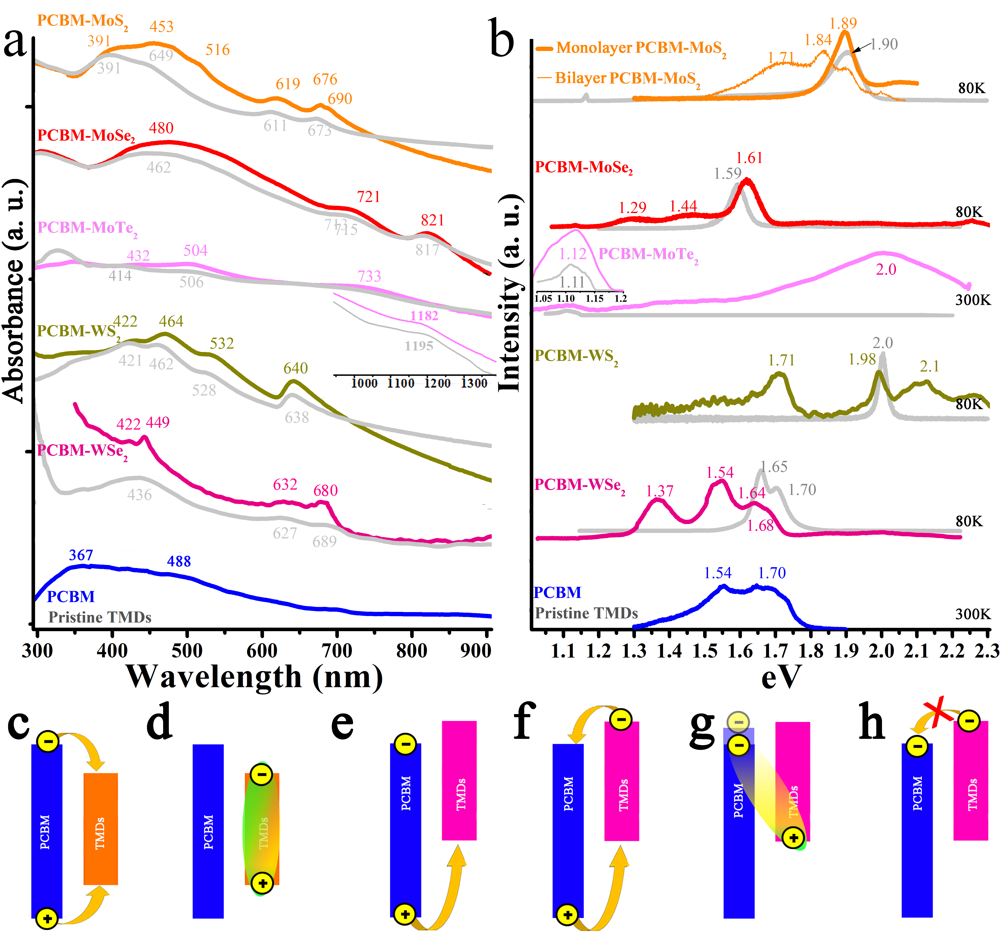 a
PCBM-MoS2
391
453
516
649
391
619
676
690
611
673
PCBM-MoSe2
480
462
721
713
715
821
817
PCBM-MoTe2
432
504
414
506
733
1182
1195
1000 1100 1200 1300
PCBM-WS2
422
464
532
421
462
528
640
638
PCBM-WSe2
422 449
436
632
680
627
689
367
488
PCBM
Pristine TMDs
300 400 500 600 700 800 900
Wavelength (nm)
Absorbance (a. u.)
b
Monolayer PCBM-MoS2
Bilayer PCBM-MoS2
1.71
1.84
1.89
1.90
80K
PCBM-MoSe2
1.29
1.44
1.59
1.61
80K
PCBM-MoTe2
1.12
1.11
1.05 1.10 1.15 1.2
2.0
300K
PCBM-WS2
1.71
1.98
2.0
2.1
80K
PCBM-WSe2
1.37
1.54
1.64
1.65
1.70
1.68
80K
1.54
1.70
PCBM
Pristine TMDs
300K
1.1 1.2 1.3 1.4 1.5 1.6 1.7 1.8 1.9 2.0 2.1 2.2 2.3
eV
Intensity (a. u.)
c
PCBM
TMDs
d
PCBM
TMDs
e
PCBM
TMDs
f
PCBM
TMDs
g
PCBM
TMDs
h
PCBM
TMDs